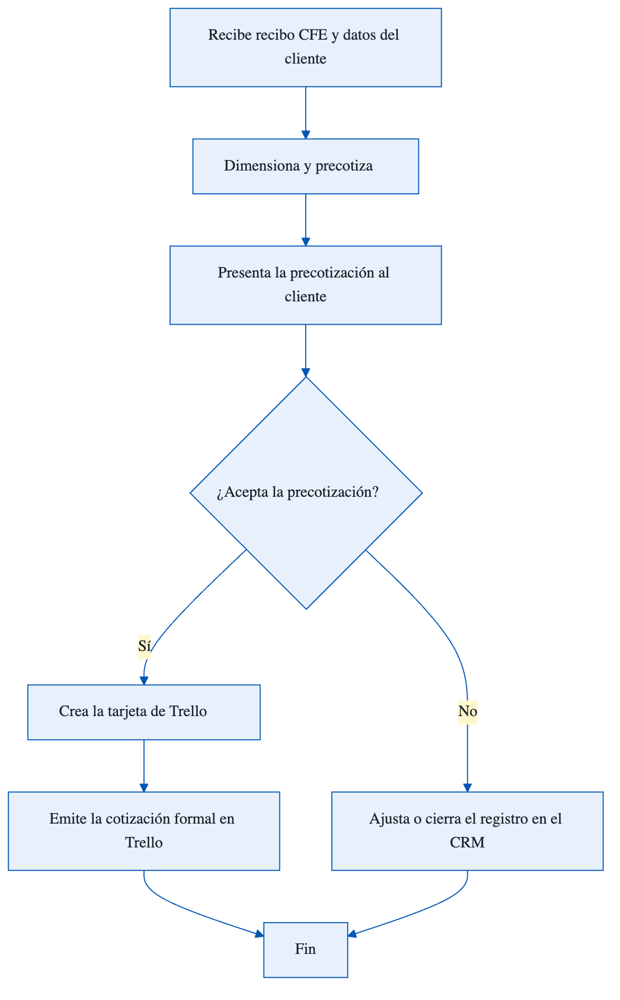 Recibe recibo CFE y datos del
cliente
Dimensiona y precotiza
Presenta la precotización al
cliente
¿Acepta la precotización?
Sí
No
Crea la tarjeta de Trello
Emite la cotización formal en
Trello
Ajusta o cierra el registro en el
CRM
Fin